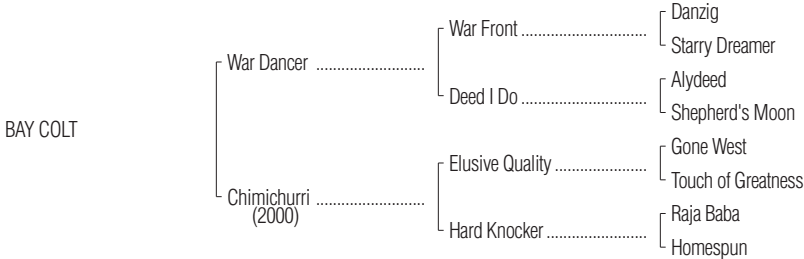 Danzig
War Front
Starry Dreamer
War Dancer
Alydeed
Deed I Do
Shepherd's Moon
BAY COLT
Gone West
Elusive Quality
Touch of Greatness
Chimichurri
(2000)
Raja Baba
Hard Knocker
Homespun